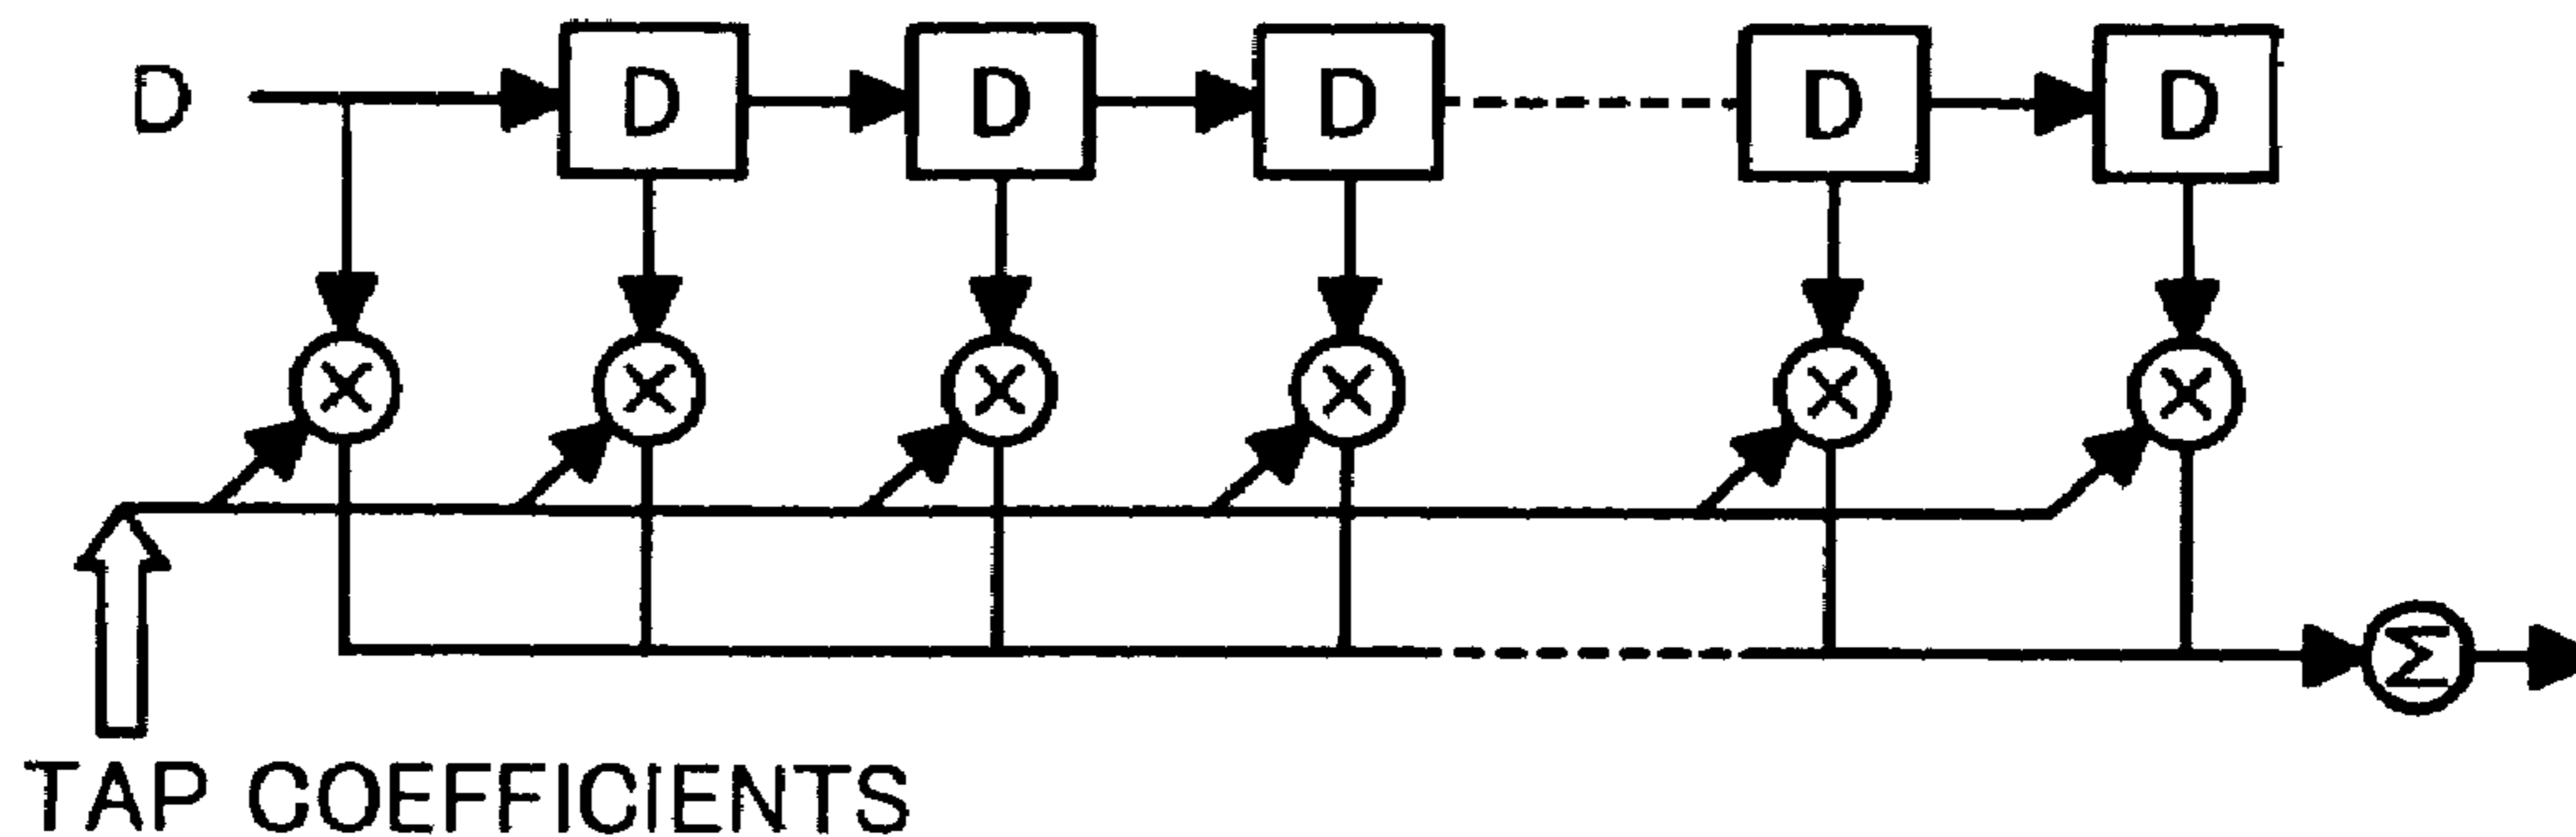 D D D D D D
× × × × × ×
Σ
TAP COEFFICIENTS